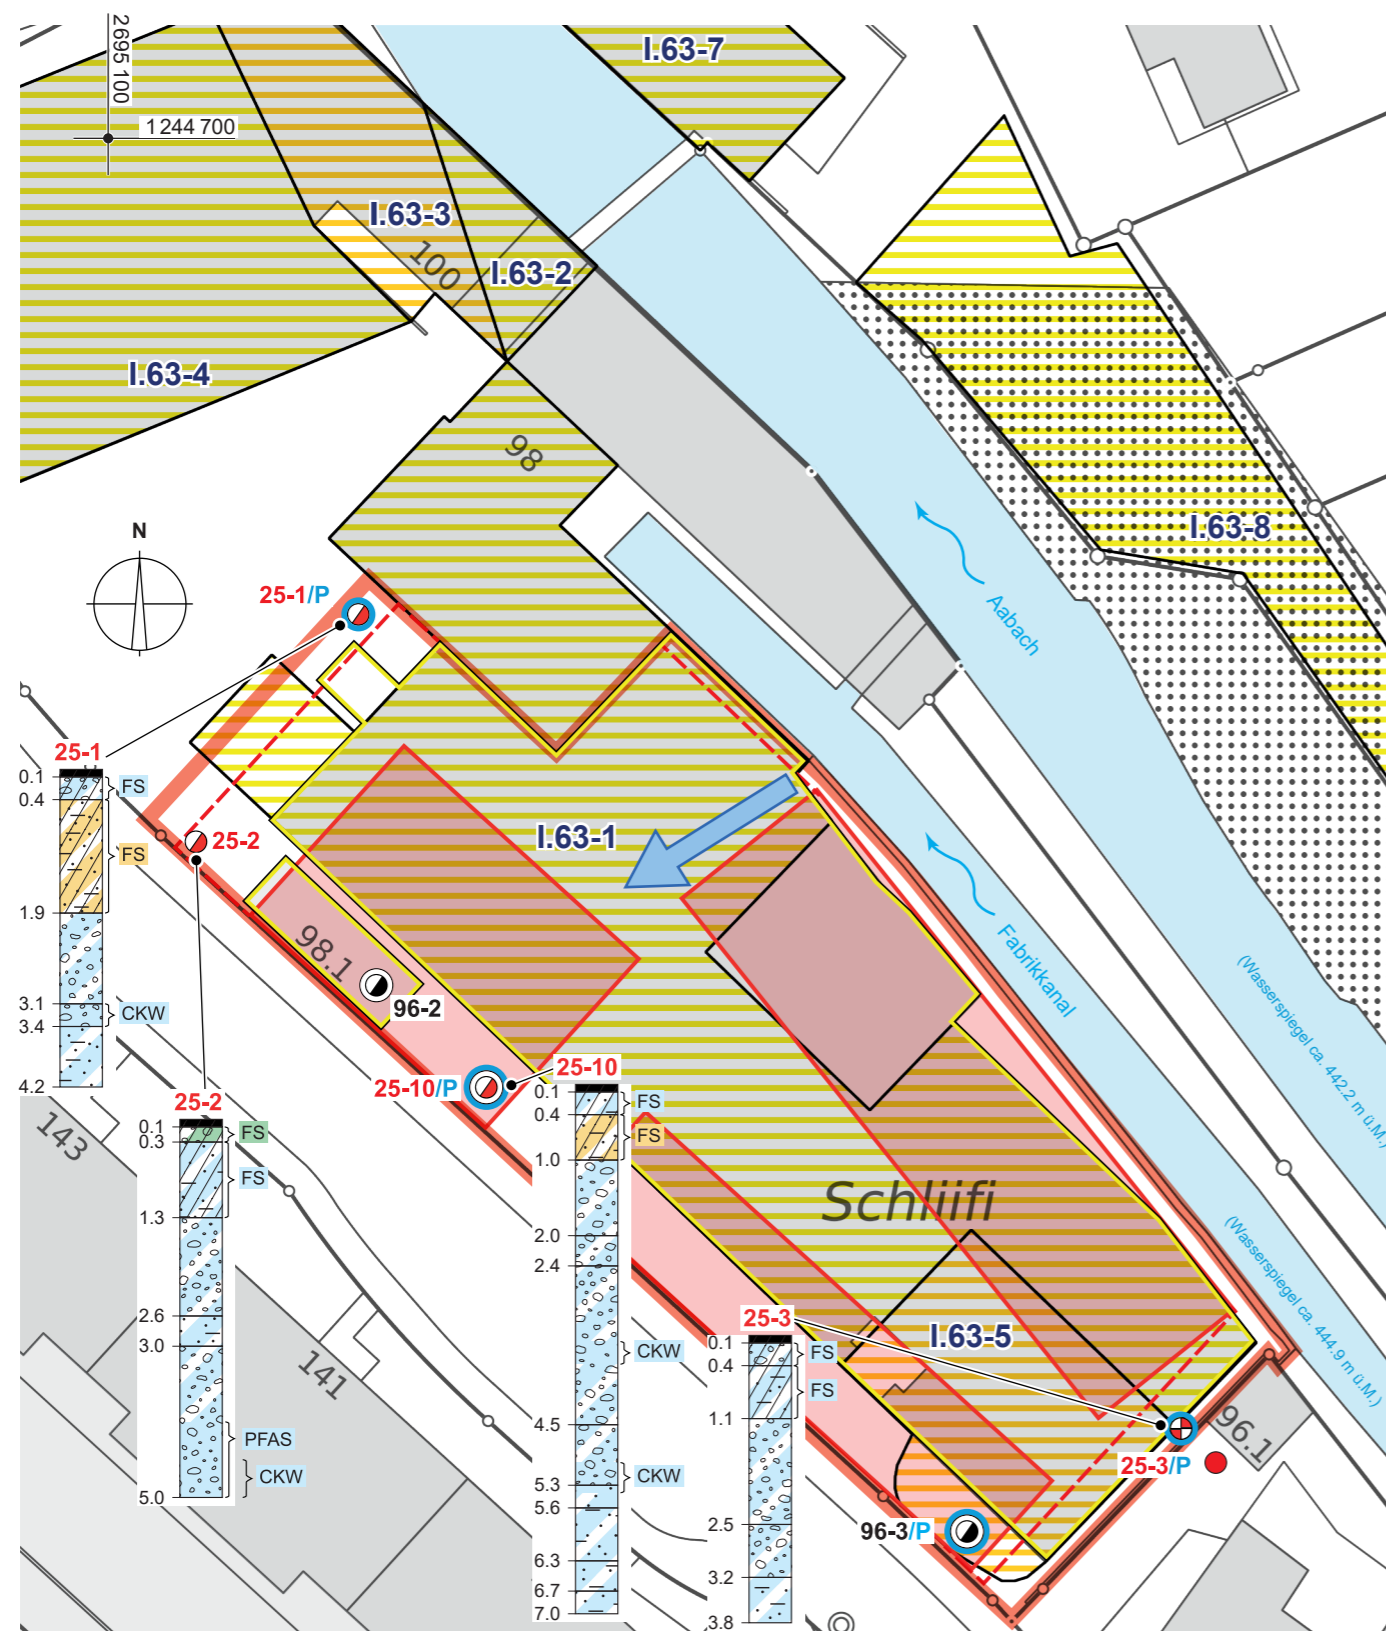 2695 100
1 244 700
I.63-7
I.63-3
100
I.63-2
I.63-4
98
I.63-8
N
25-1/P
Aabach
25-1
0.1
0.4
1.9
3.1
3.4
4.2
FS
FS
CKW
25-2
I.63-1
98.1
96-2
Fabrikkanal
(Wasserspiegel ca. 442.2 m ü.M.)
(Wasserspiegel ca. 444.9 m ü.M.)
25-10/P
25-10
0.1
0.4
1.0
2.0
2.4
4.5
5.3
5.6
6.3
6.7
7.0
FS
FS
CKW
CKW
25-2
0.1
0.3
1.3
2.6
3.0
5.0
FS
FS
PFAS
CKW
143
141
Schliifi
I.63-5
25-3
0.1
0.4
1.1
2.5
3.2
3.8
FS
FS
25-3/P
96.1
96-3/P